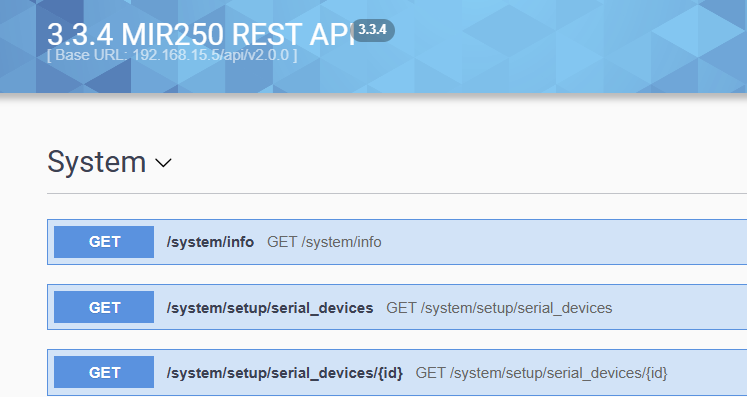 3.3.4 MIR250 REST API 3.3.4
[ Base URL: 192.168.15.5/api/v2.0.0 ]
System
GET /system/info GET /system/info
GET /system/setup/serial_devices GET /system/setup/serial_devices
GET /system/setup/serial_devices/{id} GET /system/setup/serial_devices/{id}